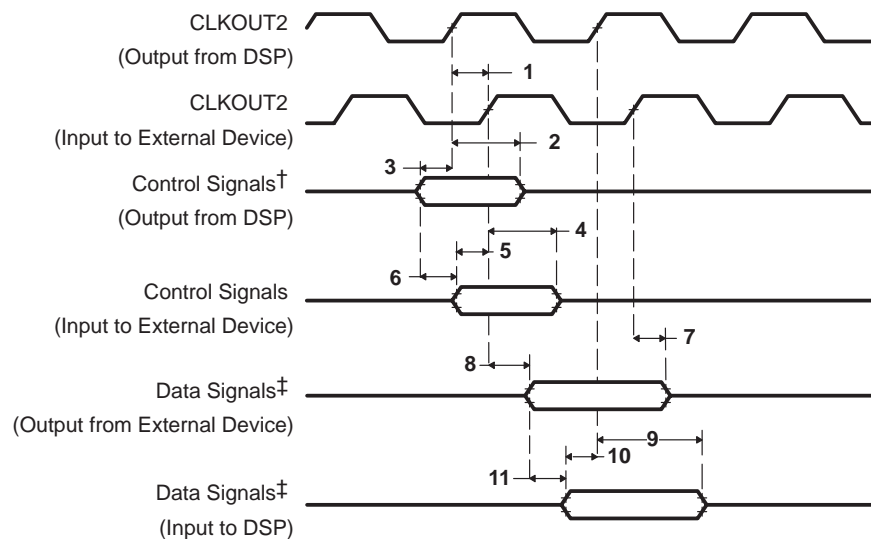 CLKOUT2
(Output from DSP)
1
CLKOUT2
(Input to External Device)
2
3
Control Signals†
(Output from DSP)
4
5
6
Control Signals
(Input to External Device)
7
8
Data Signals‡
(Output from External Device)
9
10
11
Data Signals‡
(Input to DSP)